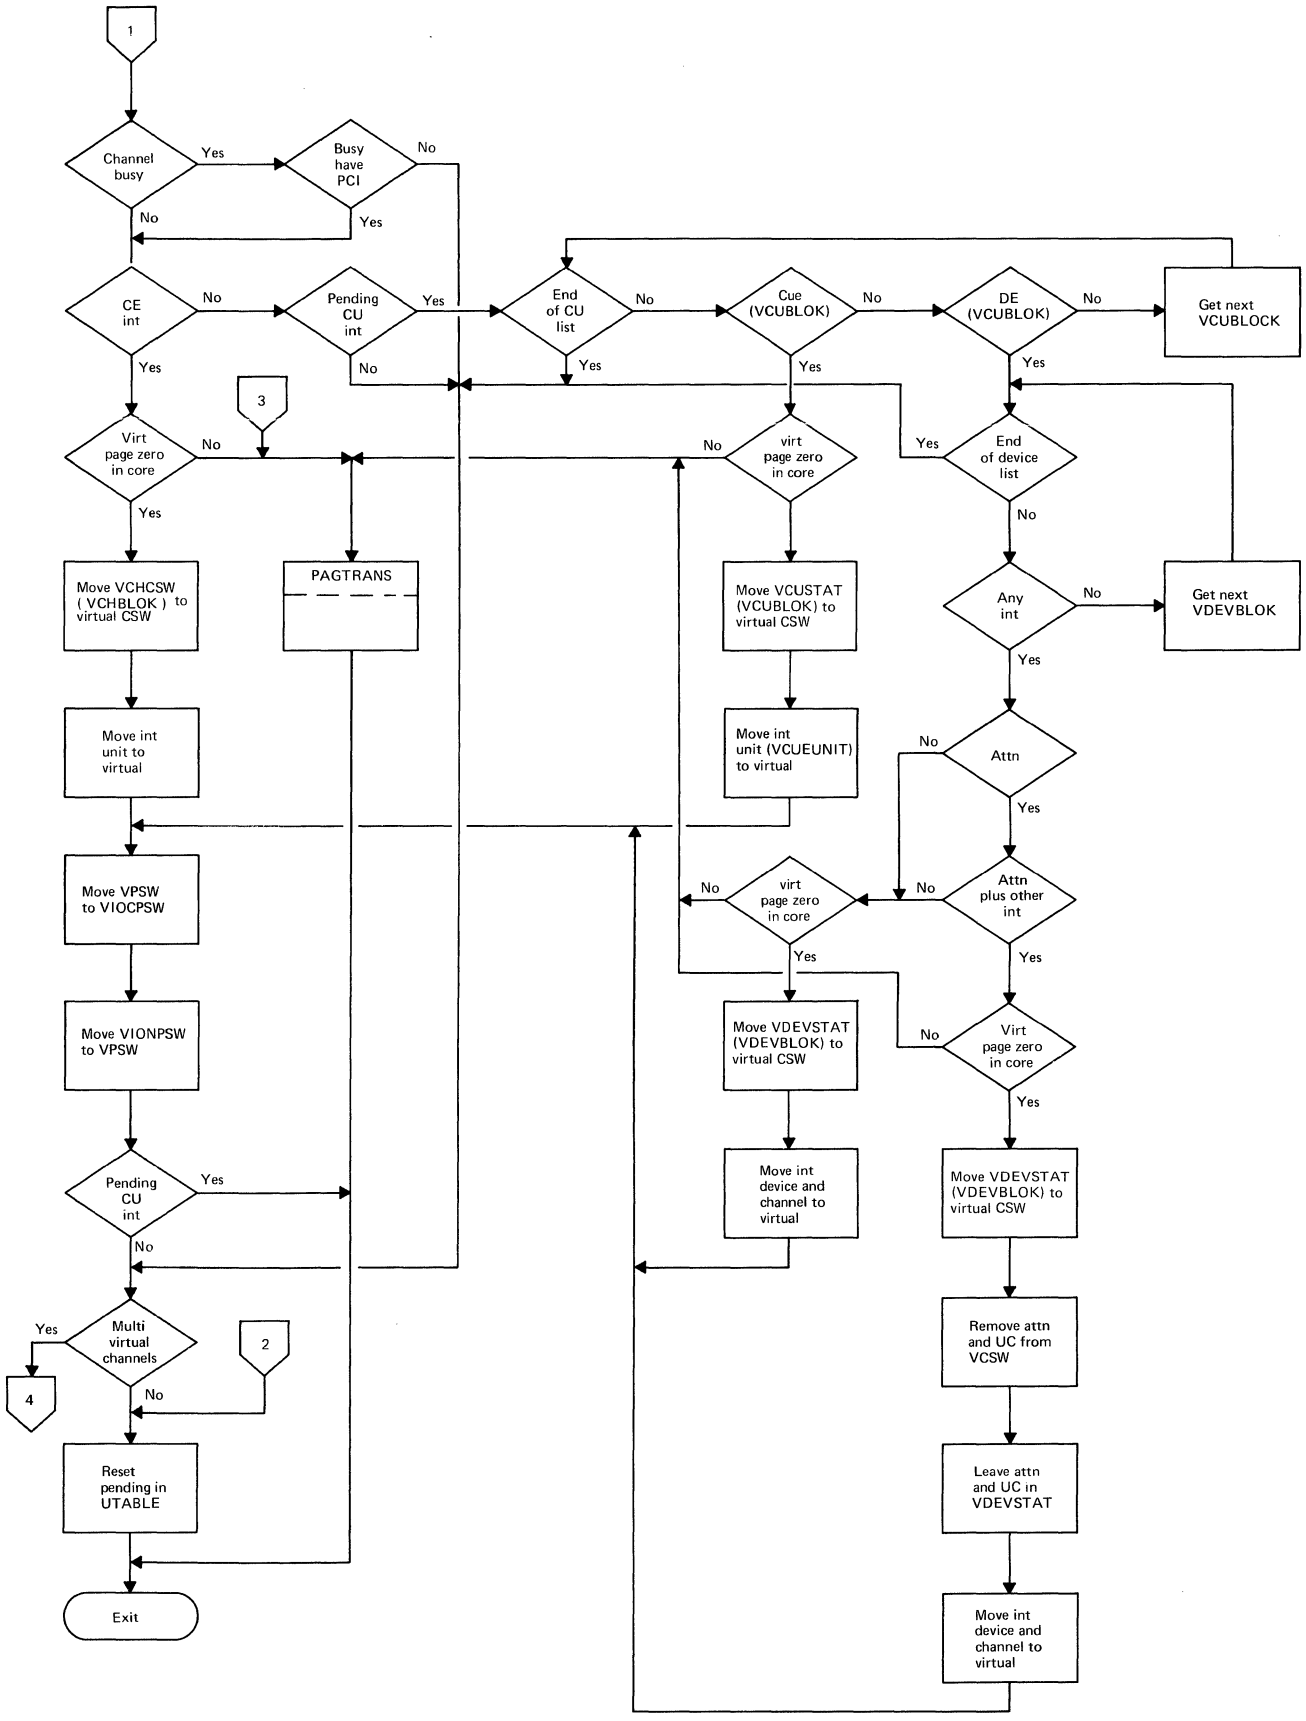 1
Channel
busy
Yes
No
Busy
have
PCI
No
Yes
CE
int
No
Yes
Pending
CU
int
Yes
No
End
of CU
list
No
Yes
Cue
(VCUBLOK)
No
Yes
DE
(VCUBLOK)
No
Yes
Get next
VCUBLOCK
3
Virt
page zero
in core
No
Yes
virt
page zero
in core
No
End
of device
list
Yes
No
Move VCHCSW
( VCHBLOK ) to
virtual CSW
PAGTRANS
Move VCUSTAT
(VCUBLOK) to
virtual CSW
Any
int
No
Yes
Get next
VDEVBLOK
Move int
unit to
virtual
Move int
unit (VCUEUNIT)
to virtual
Attn
No
Yes
Move VPSW
to VIOCPSW
virt
page zero
in core
No
Yes
Attn
plus other
int
No
Yes
Move VIONPSW
to VPSW
Move VDEVSTAT
(VDEVBLOK) to
virtual CSW
Virt
page zero
in core
No
Yes
Pending
CU
int
Yes
No
Move int
device and
channel to
virtual
Move VDEVSTAT
(VDEVBLOK) to
virtual CSW
Multi
virtual
channels
Yes
No
2
4
Remove attn
and UC from
VCSW
Reset
pending in
UTABLE
Leave attn
and UC in
VDEVSTAT
Exit
Move int
device and
channel to
virtual